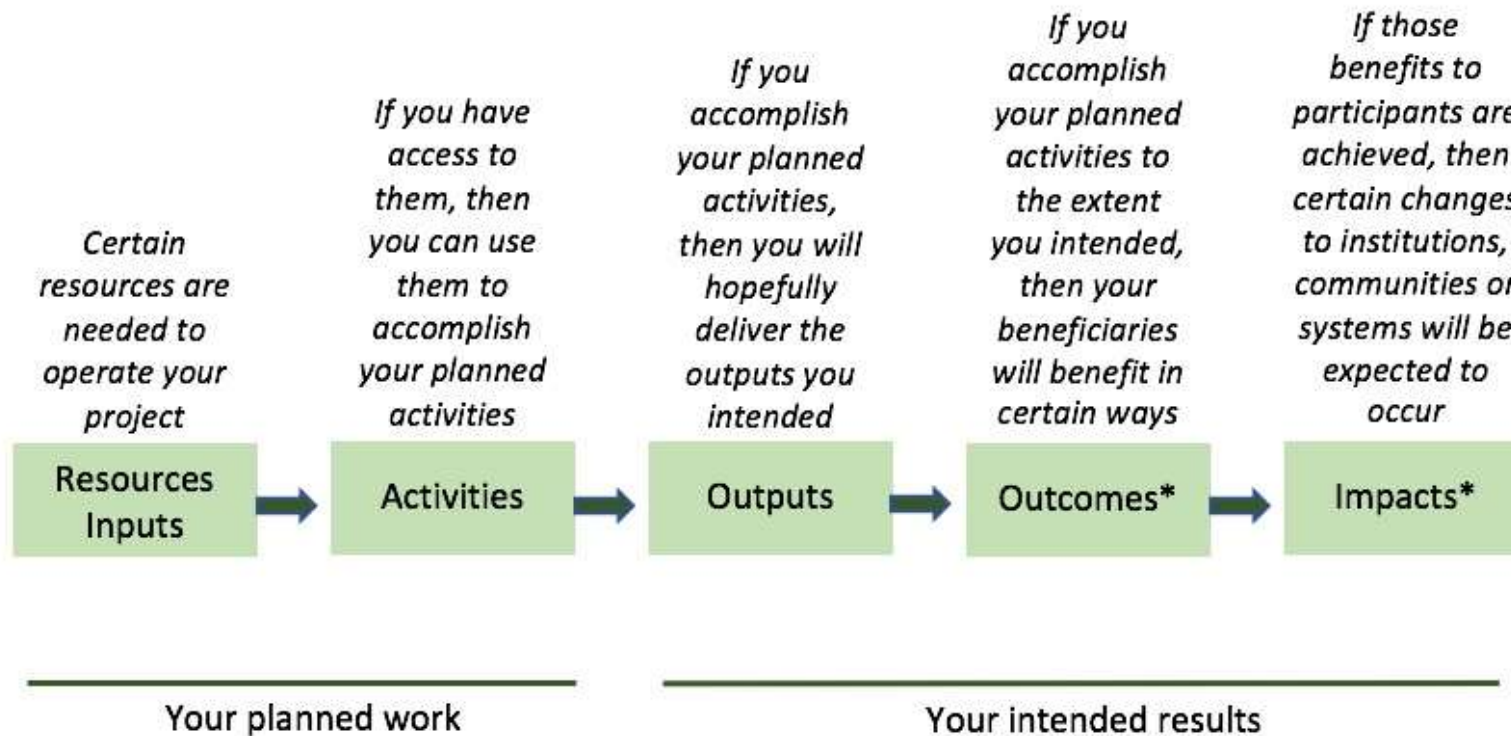 Certain
resources are
needed to
operate your
project
If you have
access to
them, then
you can use
them to
accomplish
your planned
activities
If you
accomplish
your planned
activities,
then you will
hopefully
deliver the
outputs you
intended
If you
accomplish
your planned
activities to
the extent
you intended,
then your
beneficiaries
will benefit in
certain ways
If those
benefits to
participants are
achieved, then
certain changes
to institutions,
communities or
systems will be
expected to
occur
Resources
Inputs
Activities
Outputs
Outcomes*
Impacts*
Your planned work
Your intended results